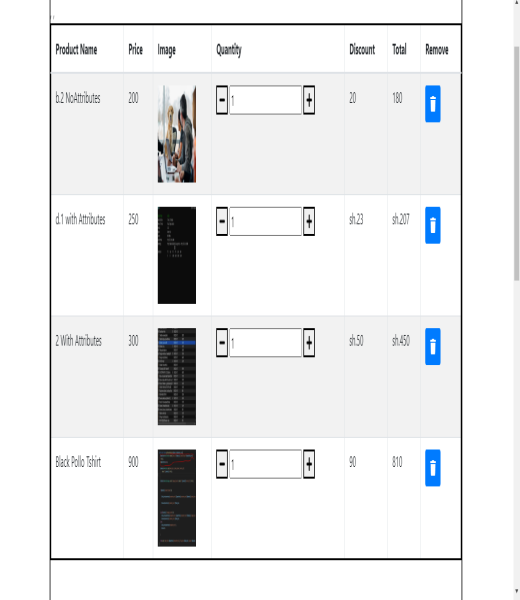 Product Name Price Image Quantity Discount Total Remove
b.2 NoAttributes 200 1 20 180
d.1 with Attributes 250 1 sh.23 sh.207
2 With Attributes 300 1 sh.50 sh.450
Black Pollo Tshirt 900 1 90 810